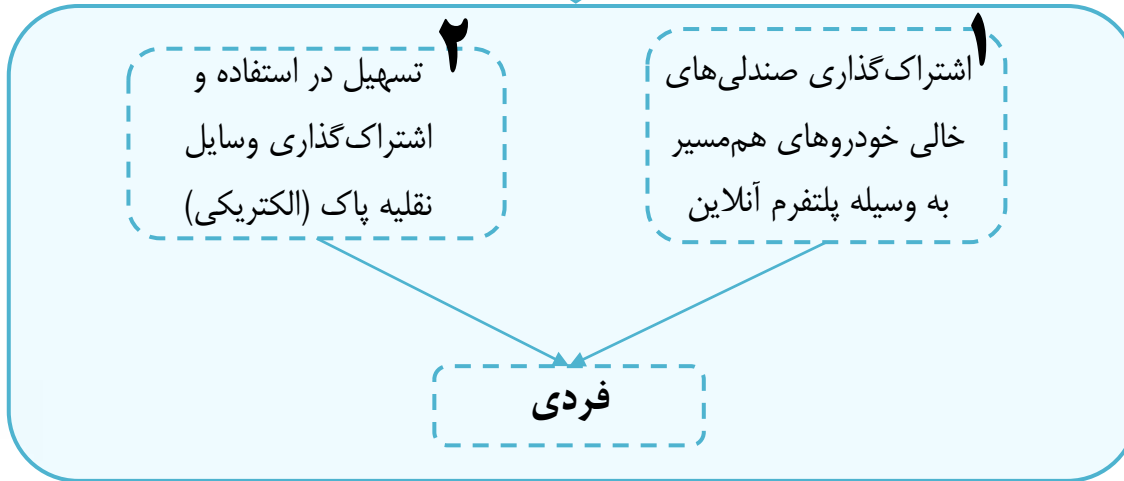 ۱
اشتراک‌گذاری صندلی‌های
خالی خودروهای هم‌مسیر
به وسیله پلتفرم آنلاین
۲
تسهیل در استفاده و
اشتراک‌گذاری وسایل
نقلیه پاک (الکتریکی)
فردی